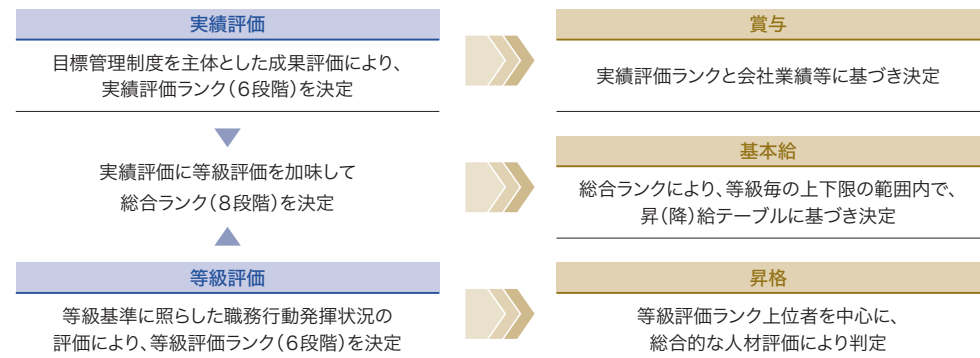 実績評価
目標管理制度を主体とした成果評価により、
実績評価ランク（6段階）を決定
賞与
実績評価ランクと会社業績等に基づき決定
実績評価に等級評価を加味して
総合ランク（8段階）を決定
基本給
総合ランクにより、等級毎の上下限の範囲内で、
昇（降）給テーブルに基づき決定
等級評価
等級基準に照らした職務行動発揮状況の
評価により、等級評価ランク（6段階）を決定
昇格
等級評価ランク上位者を中心に、
総合的な人材評価により判定